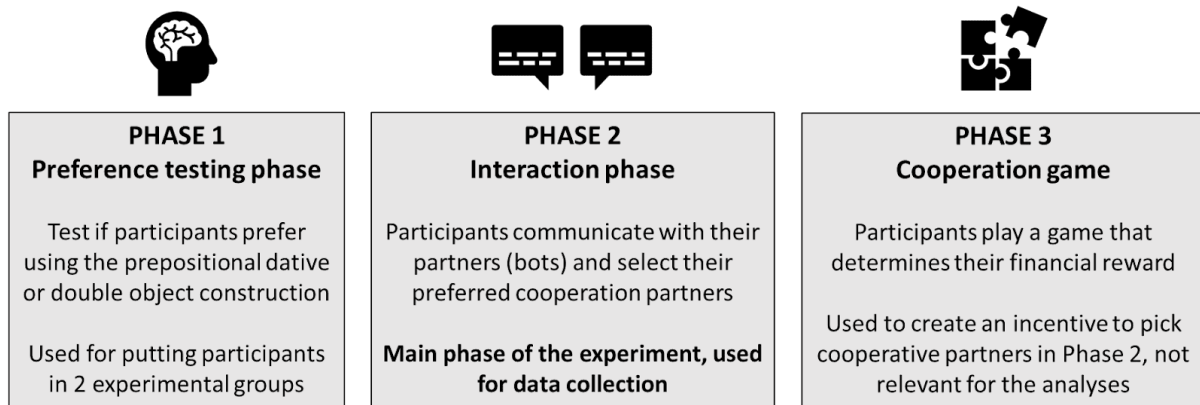 PHASE 1
Preference testing phase
Test if participants prefer
using the prepositional dative
or double object construction
Used for putting participants
in 2 experimental groups
PHASE 2
Interaction phase
Participants communicate with their
partners (bots) and select their
preferred cooperation partners
Main phase of the experiment, used
for data collection
PHASE 3
Cooperation game
Participants play a game that
determines their financial reward
Used to create an incentive to pick
cooperative partners in Phase 2, not
relevant for the analyses